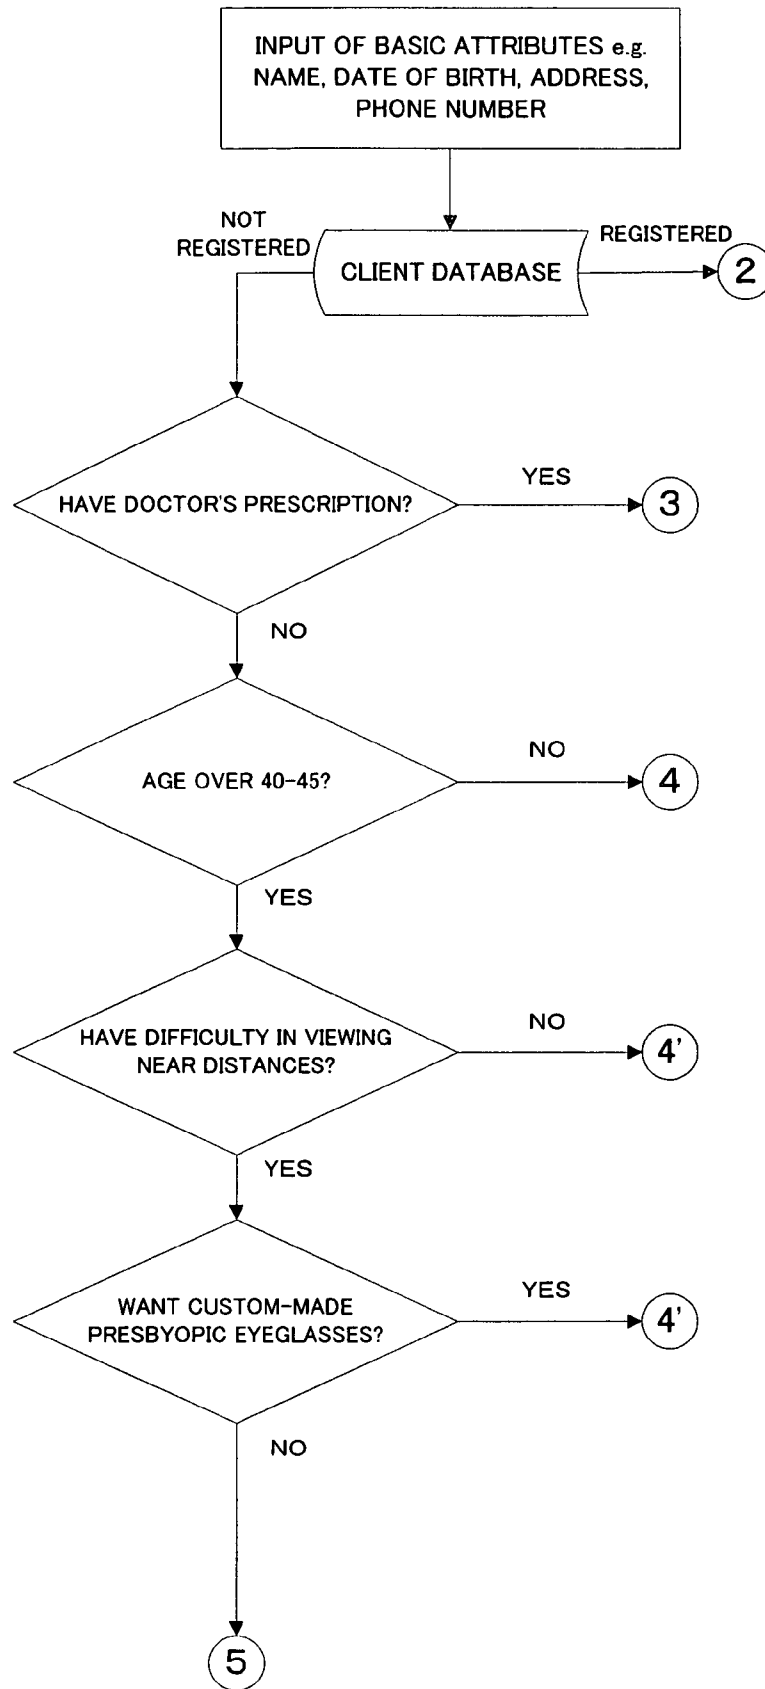 INPUT OF BASIC ATTRIBUTES e.g.
NAME, DATE OF BIRTH, ADDRESS,
PHONE NUMBER
NOT
REGISTERED
CLIENT DATABASE
REGISTERED
2
HAVE DOCTOR'S PRESCRIPTION?
YES
3
NO
AGE OVER 40-45?
NO
4
YES
HAVE DIFFICULTY IN VIEWING
NEAR DISTANCES?
NO
4'
YES
WANT CUSTOM-MADE
PRESBYOPIC EYEGLASSES?
YES
4'
NO
5